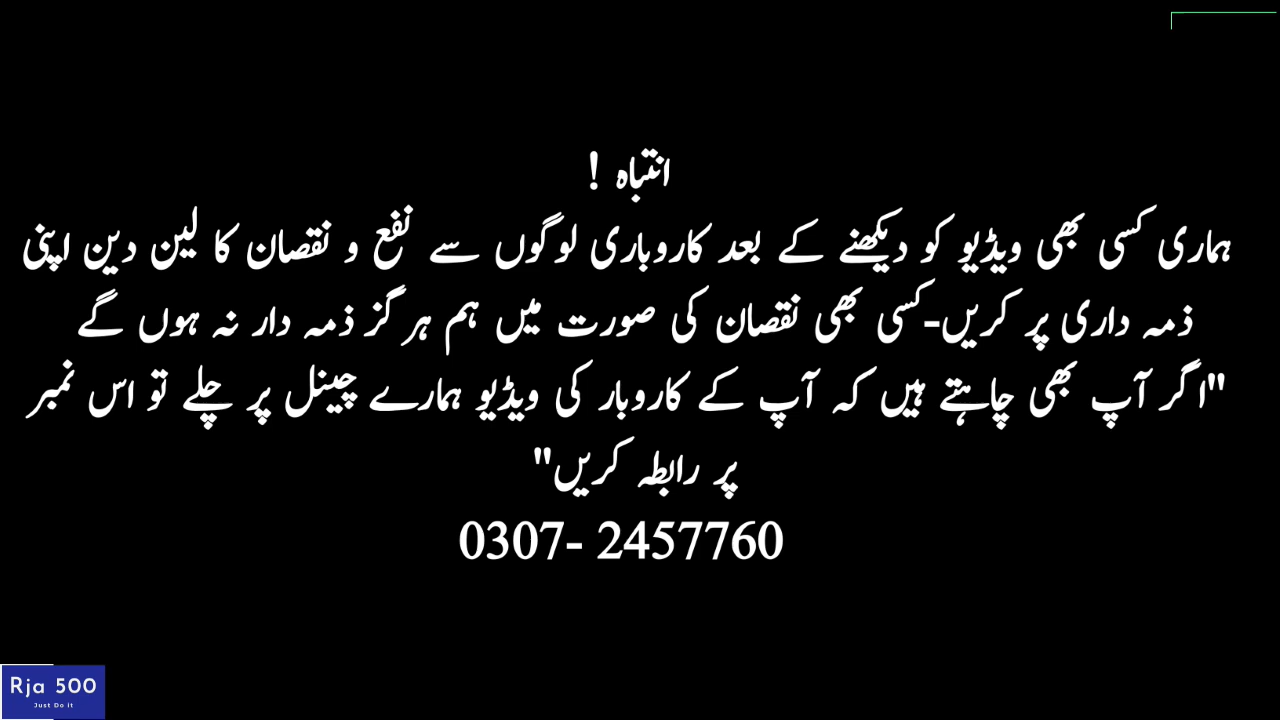 انتباہ !
ہماری کسی بھی ویڈیو کو دیکھنے کے بعد کاروباری لوگوں سے نفع و نقصان کا لین دین اپنی
ذمہ داری پر کریں-کسی بھی نقصان کی صورت میں ہم ہر گز ذمہ دار نہ ہوں گے
"اگر آپ بھی چاہتے ہیں کہ آپ کے کاروبار کی ویڈیو ہمارے چینل پر چلے تو اس نمبر
پر رابطہ کریں"
0307- 2457760
Rja 500
Just Do it